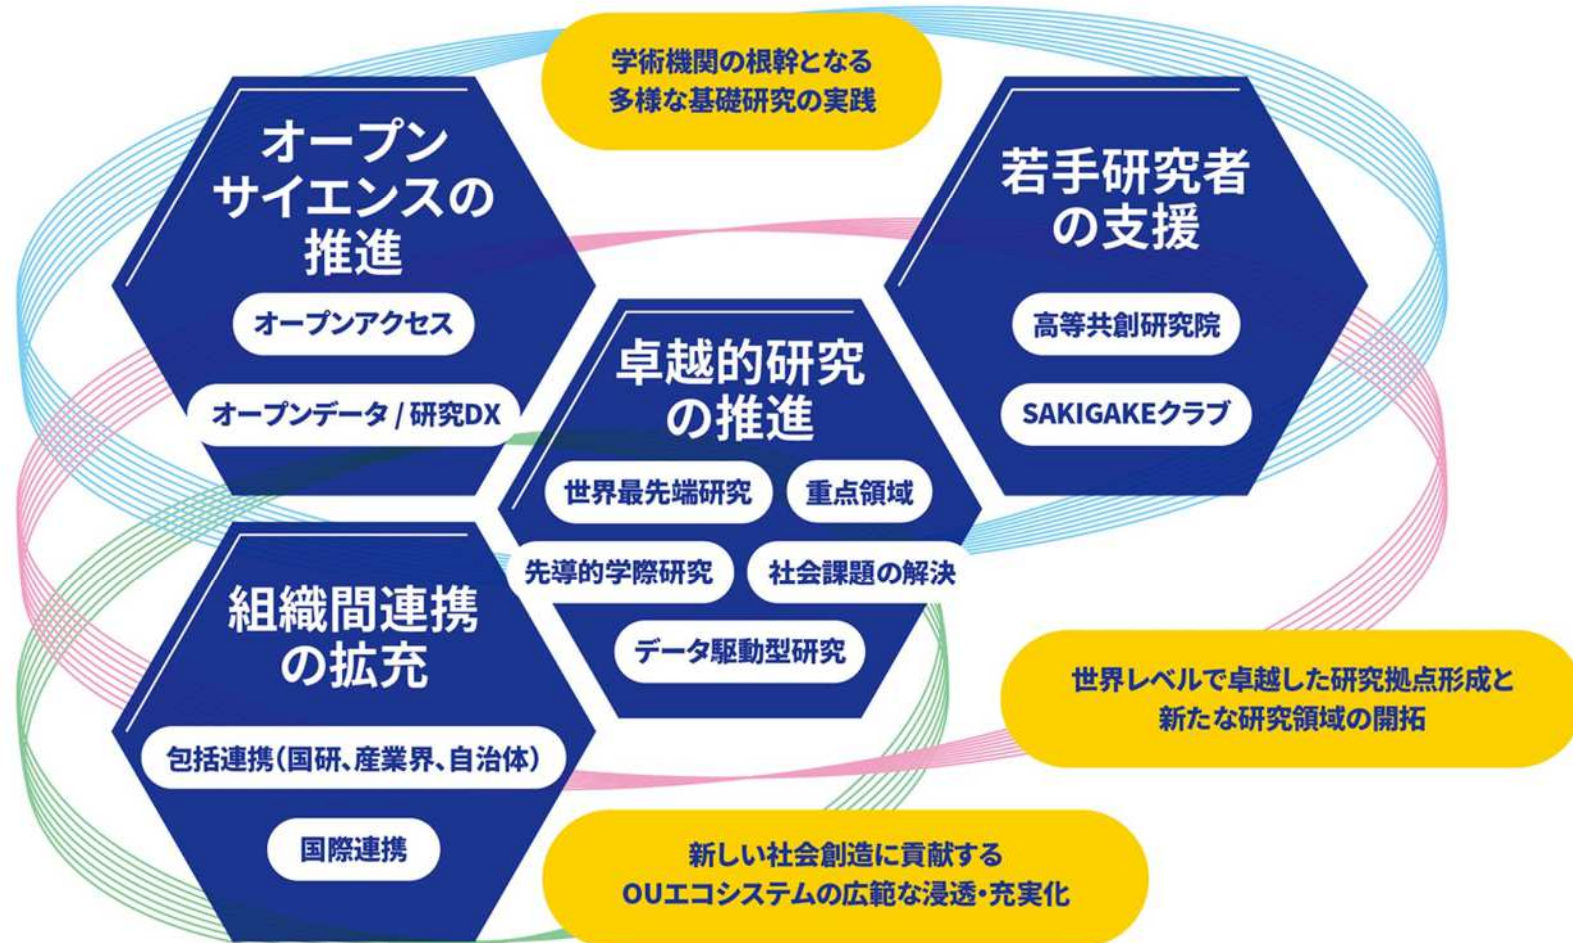 学術機関の根幹となる
多様な基礎研究の実践
オープン
サイエンスの
推進
オープンアクセス
オープンデータ / 研究DX
若手研究者
の支援
高等共創研究院
SAKIGAKEクラブ
卓越的研究
の推進
世界最先端研究
重点領域
先導的学際研究
社会課題の解決
データ駆動型研究
組織間連携
の拡充
包括連携(国研、産業界、自治体)
国際連携
世界レベルで卓越した研究拠点形成と
新たな研究領域の開拓
新しい社会創造に貢献する
OUエコシステムの広範な浸透・充実化